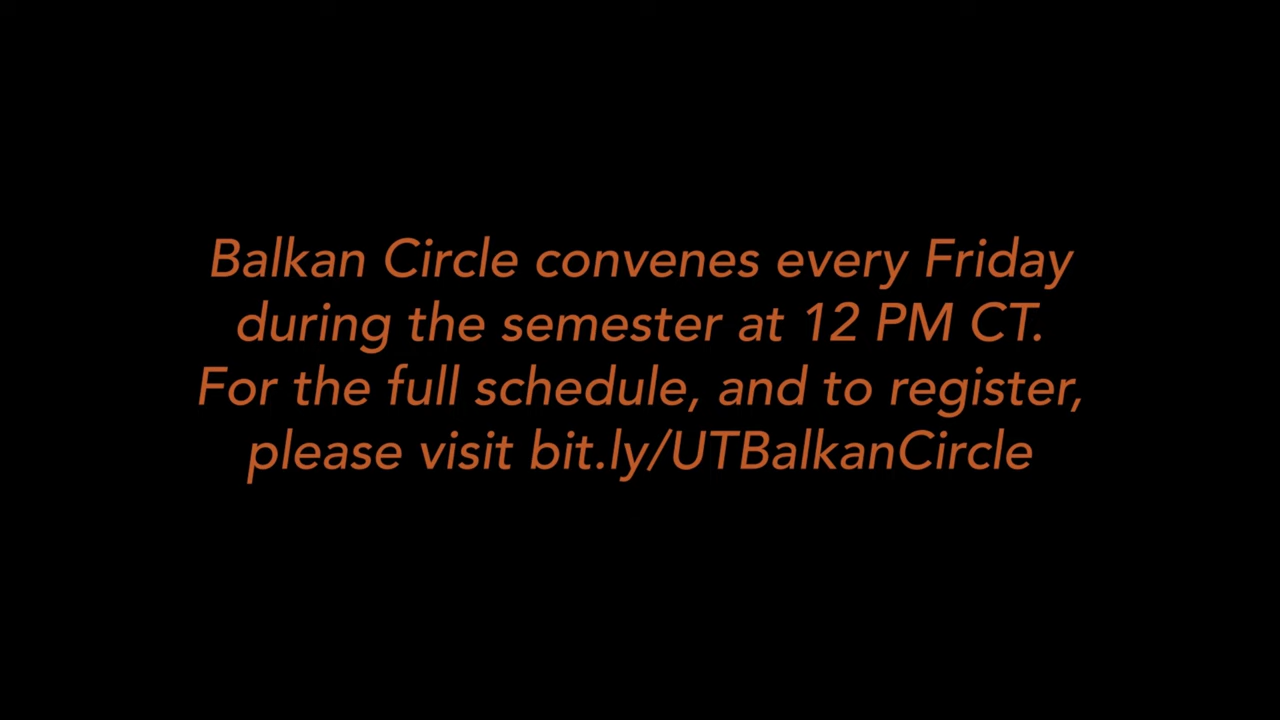 Balkan Circle convenes every Friday
during the semester at 12 PM CT.
For the full schedule, and to register,
please visit bit.ly/UTBalkanCircle